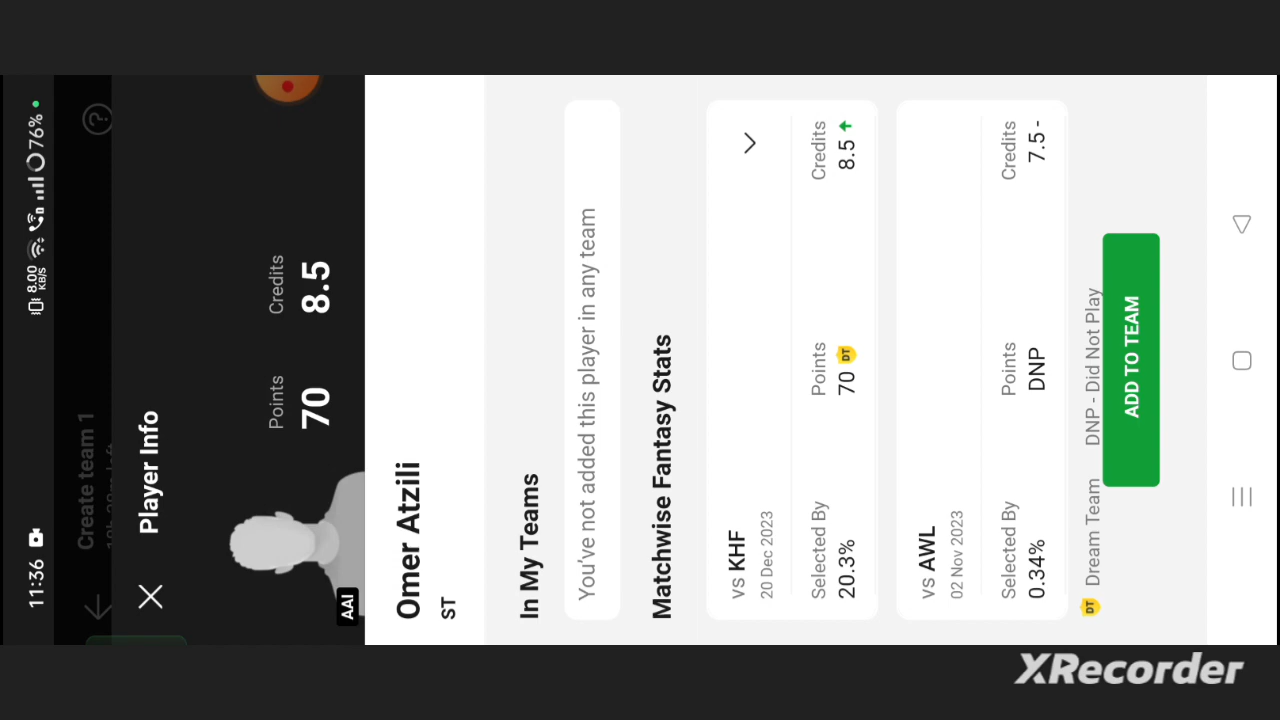 11:36
8.00
KB/S
76%
Create team 1
?
Player Info
Points
Credits
70
8.5
AAI
Omer Atzili
ST
In My Teams
You've not added this player in any team
Matchwise Fantasy Stats
vs KHF
20 Dec 2023
Selected By
Points
Credits
20.3%
70 DT
8.5
vs AWL
02 Nov 2023
Selected By
Points
Credits
0.34%
DNP
7.5 -
DT Dream Team
DNP - Did Not Play
ADD TO TEAM
XRecorder